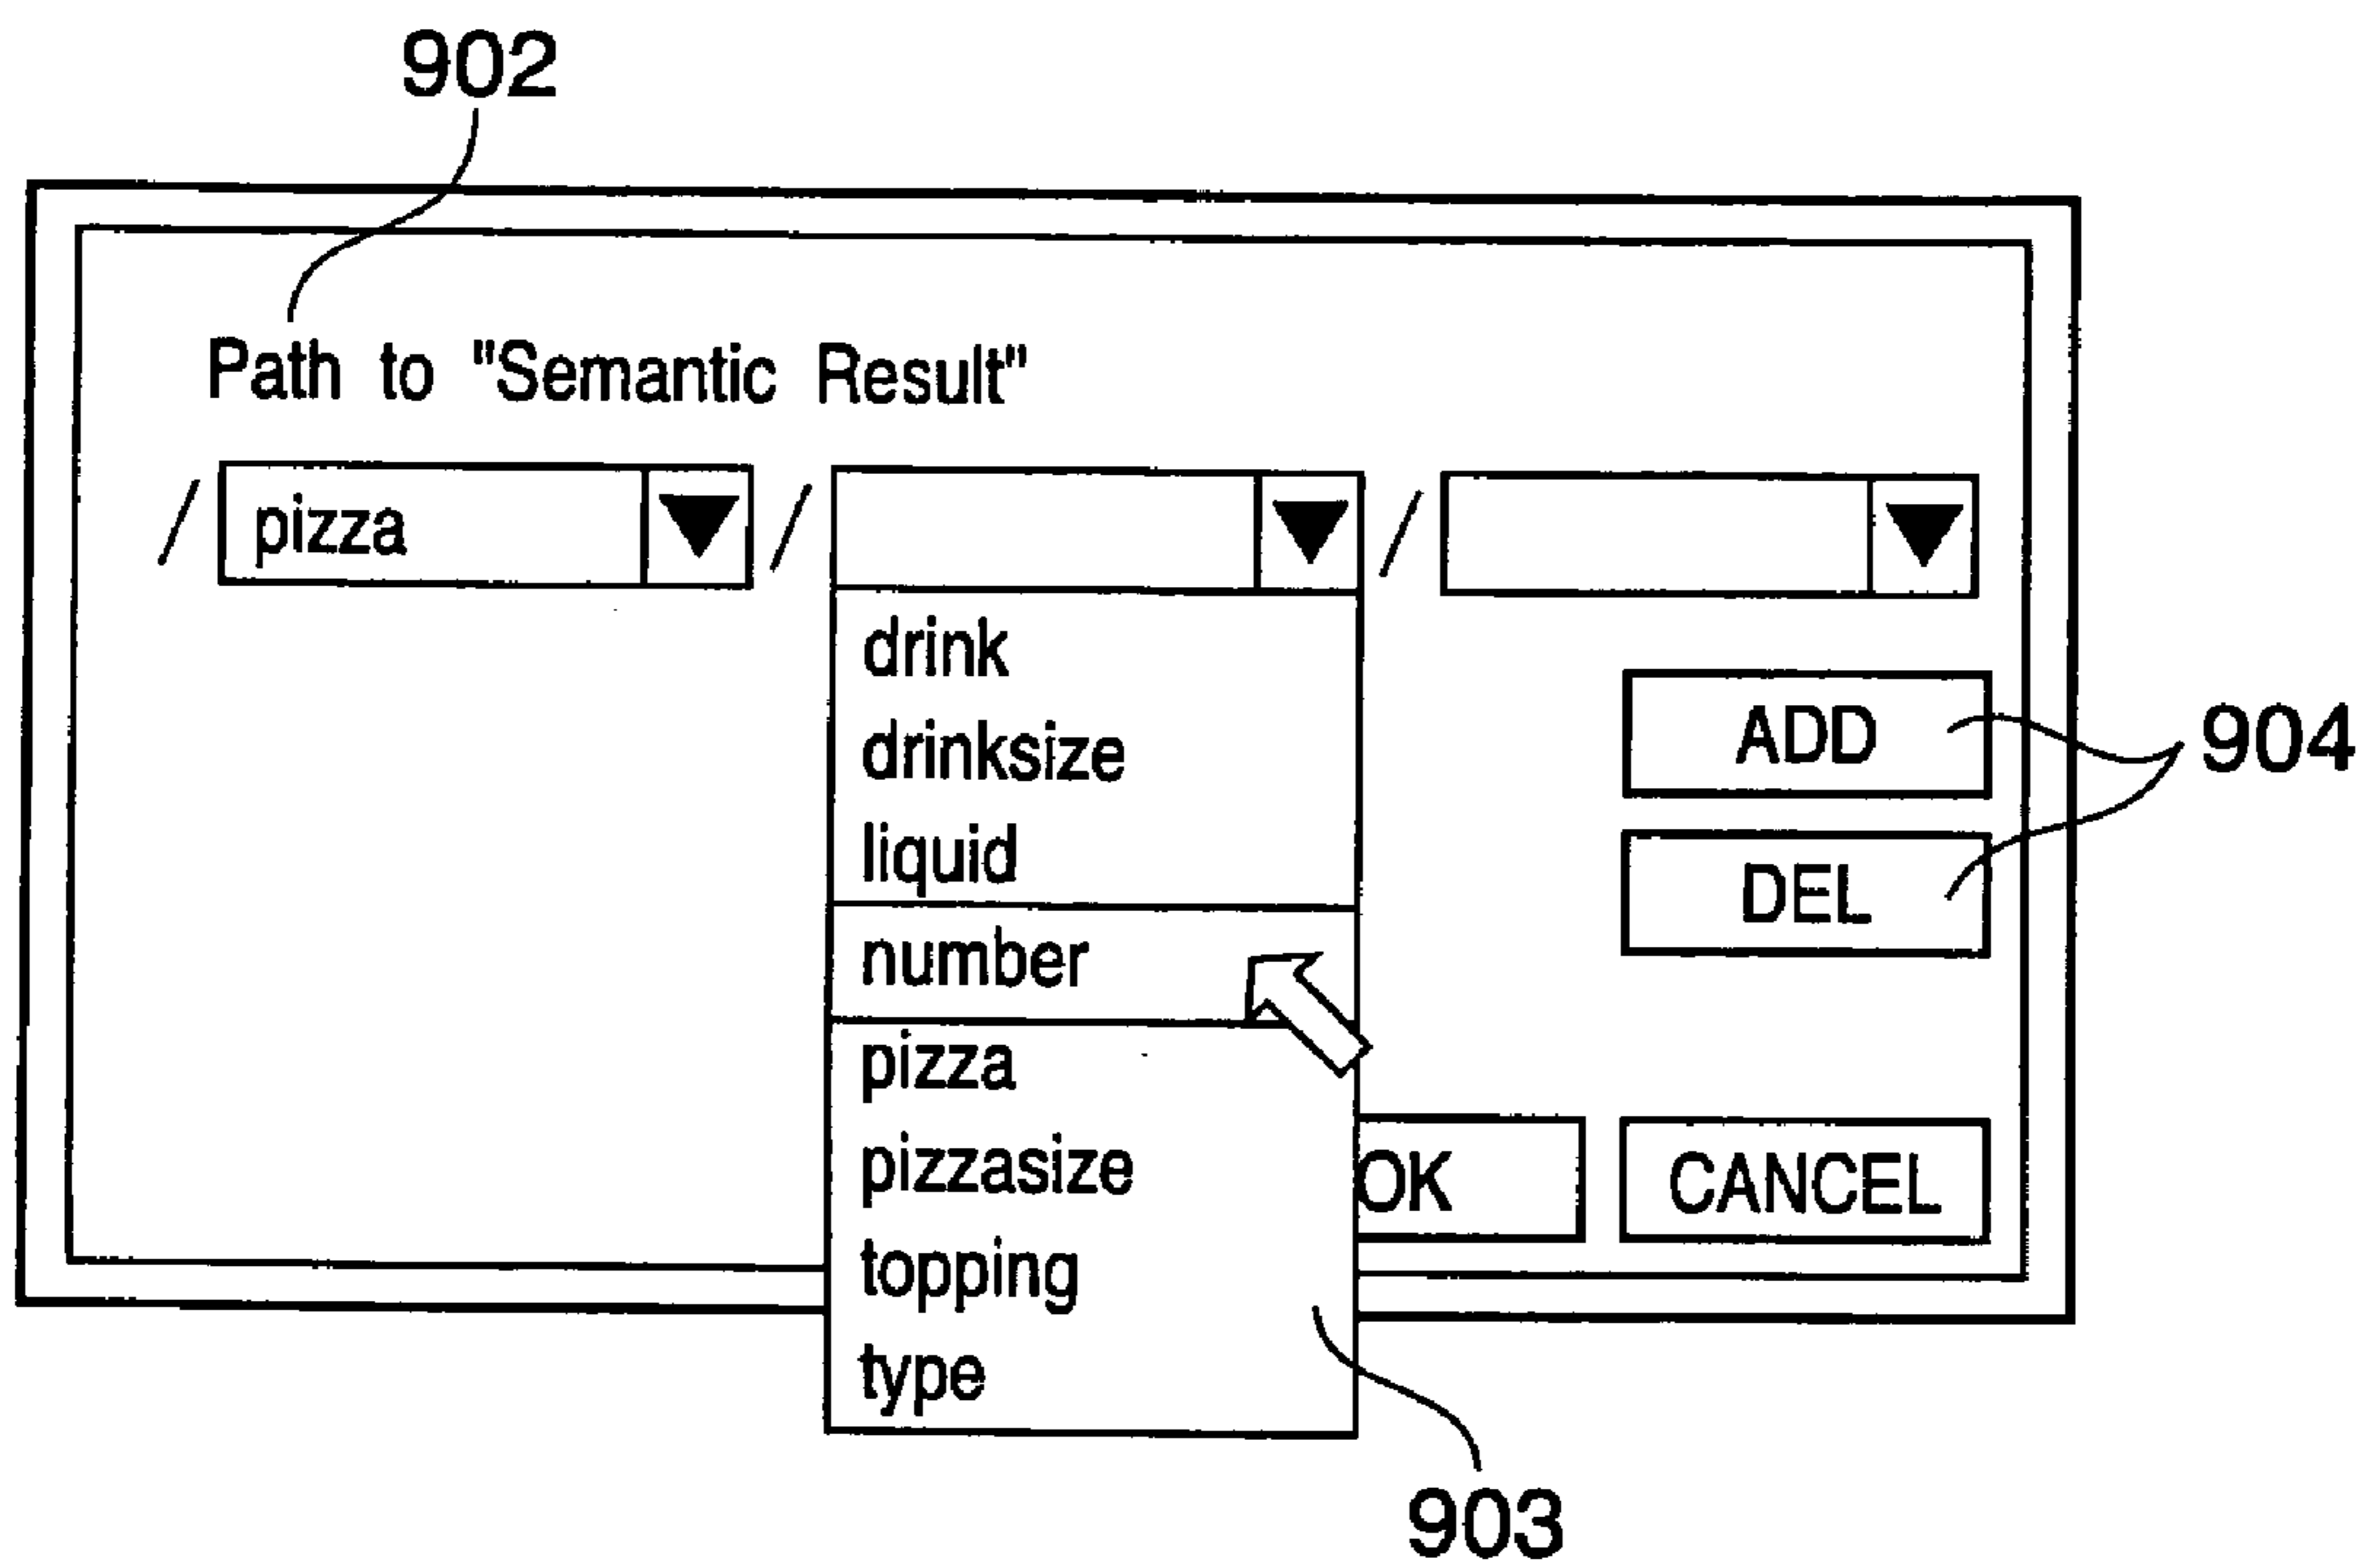 902
Path to "Semantic Result"
/ pizza / /
drink
drinksize
liquid
number
pizza
pizzasize
topping
type
ADD
DEL
904
OK CANCEL
903